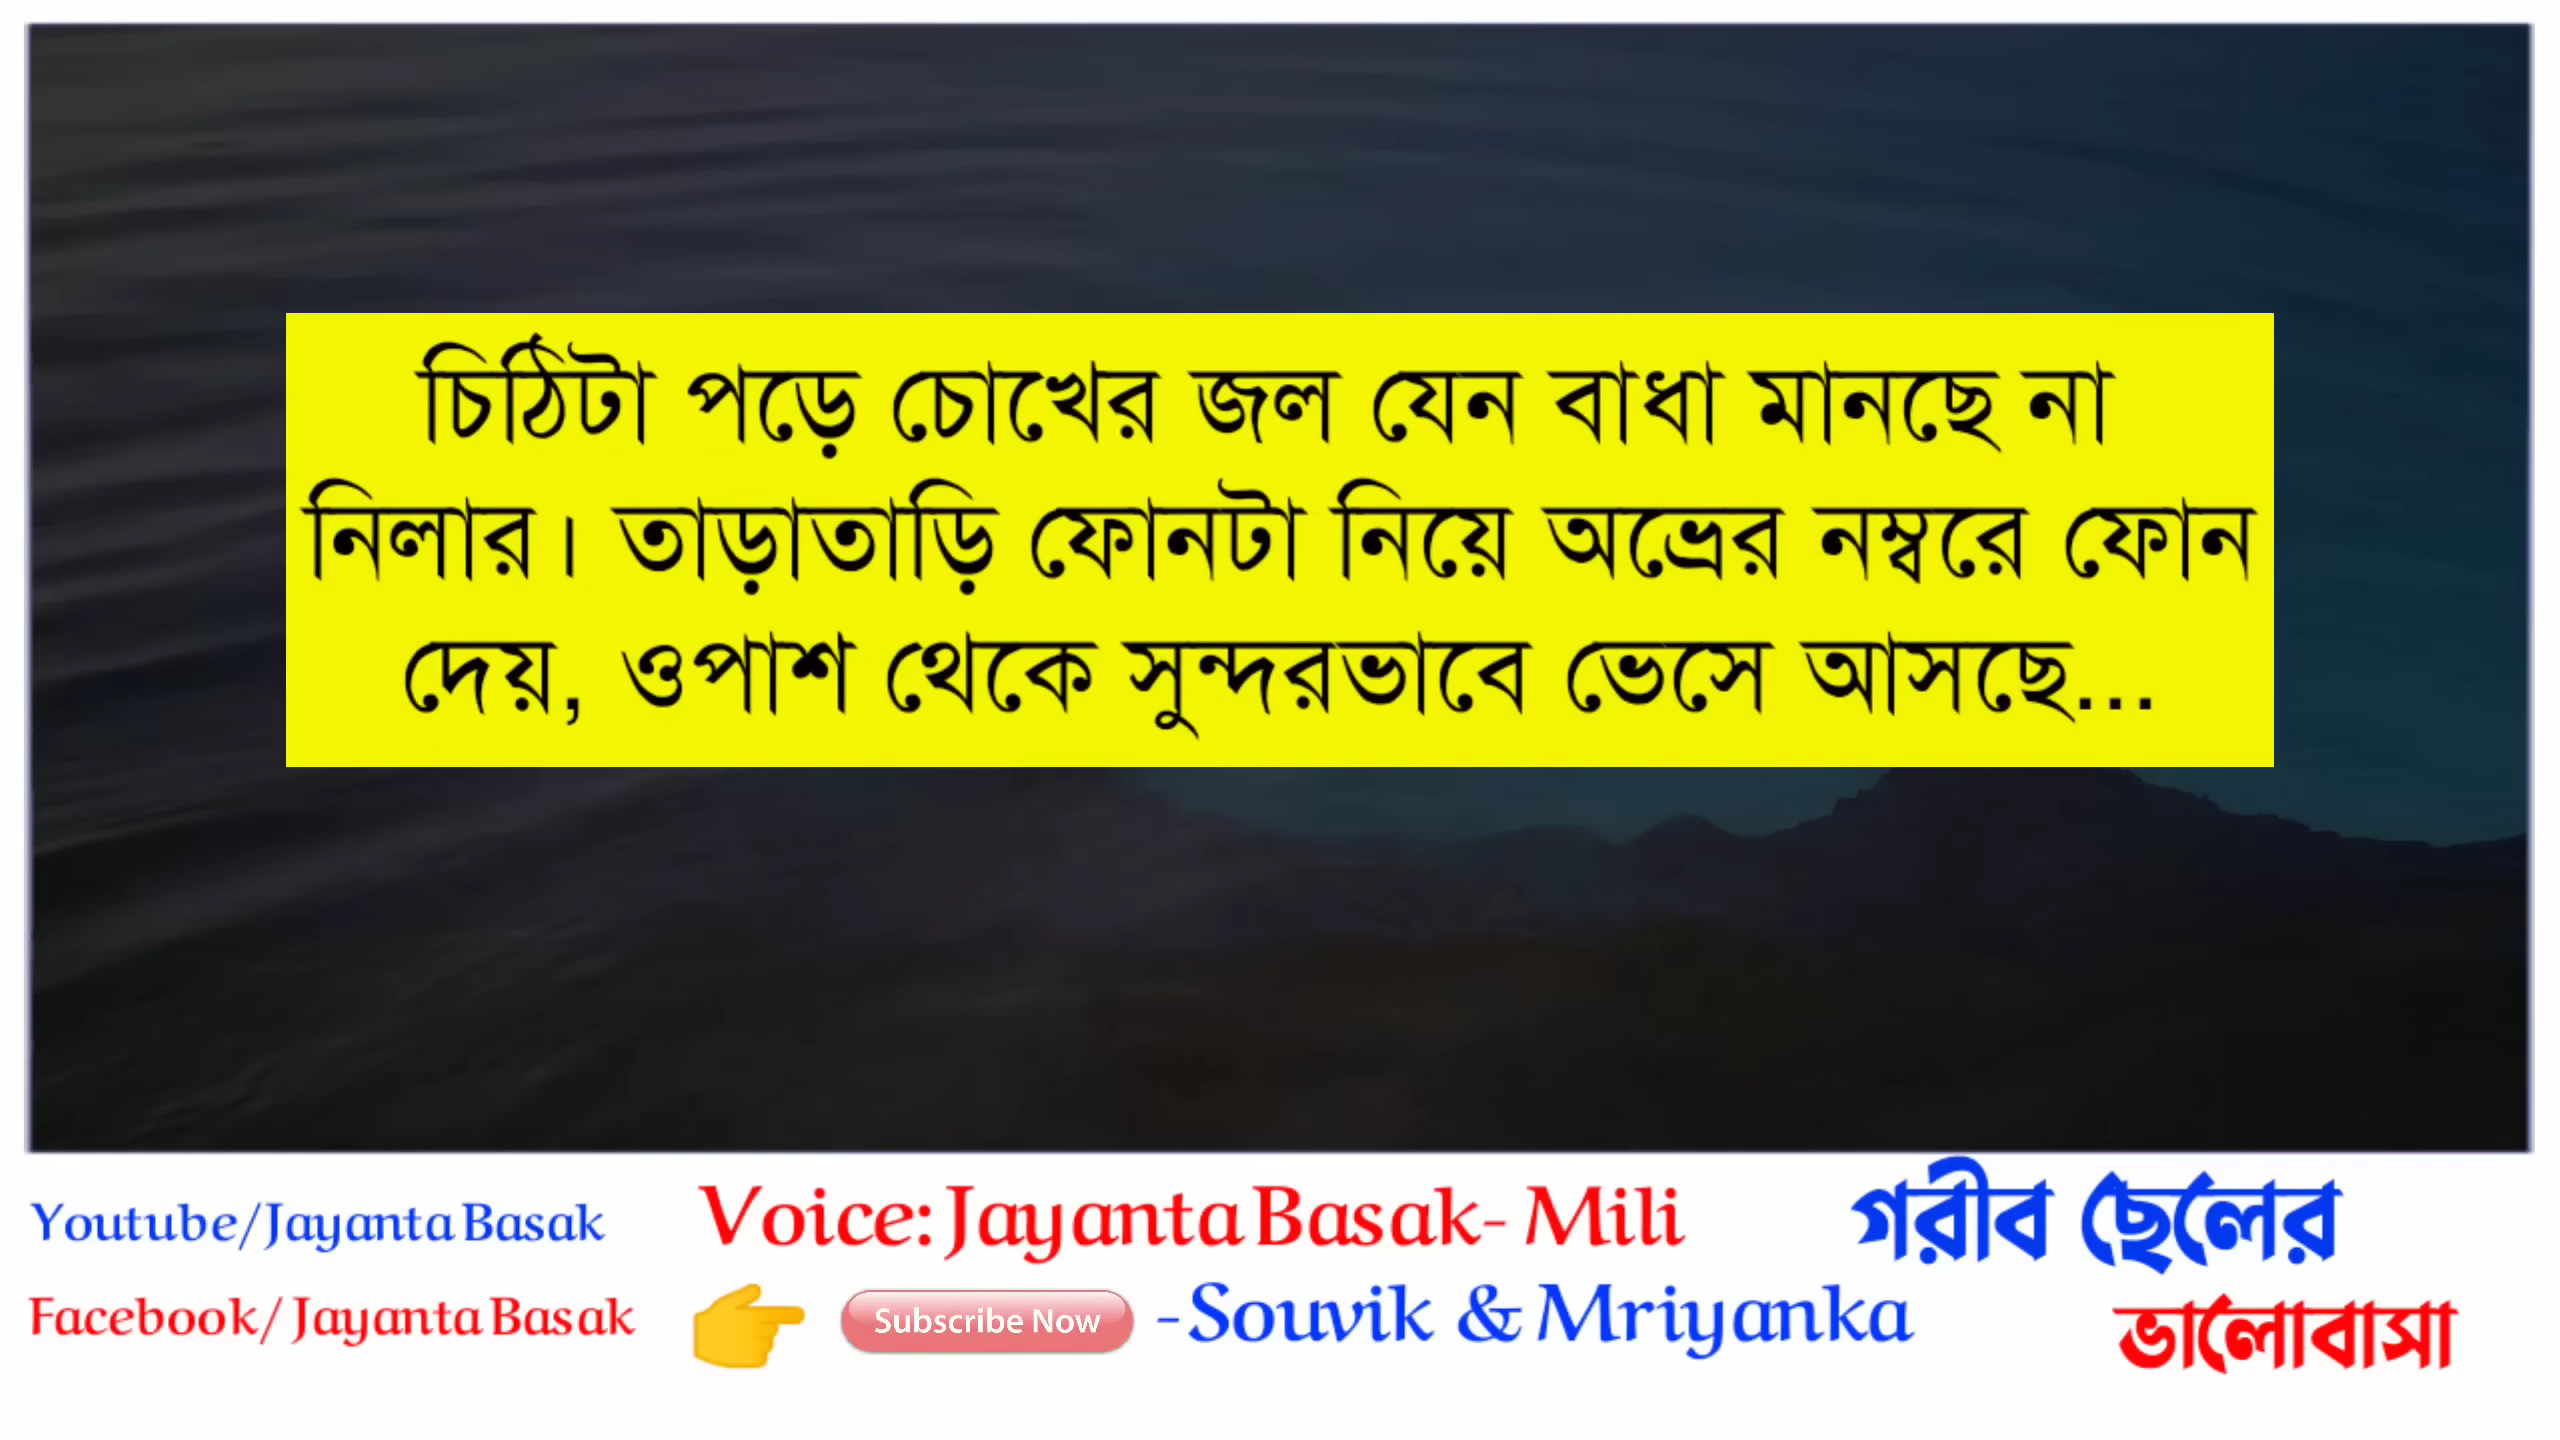 চিঠিটা পড়ে চোখের জল যেন বাধা মানছে না
নিলার। তাড়াতাড়ি ফোনটা নিয়ে অভ্রের নম্বরে ফোন
দেয়, ওপাশ থেকে সুন্দরভাবে ভেসে আসছে...
Youtube/Jayanta Basak
Facebook/Jayanta Basak
Voice: Jayanta Basak- Mili
Subscribe Now
-Souvik & Mriyanka
গরীব ছেলের
ভালোবাসা